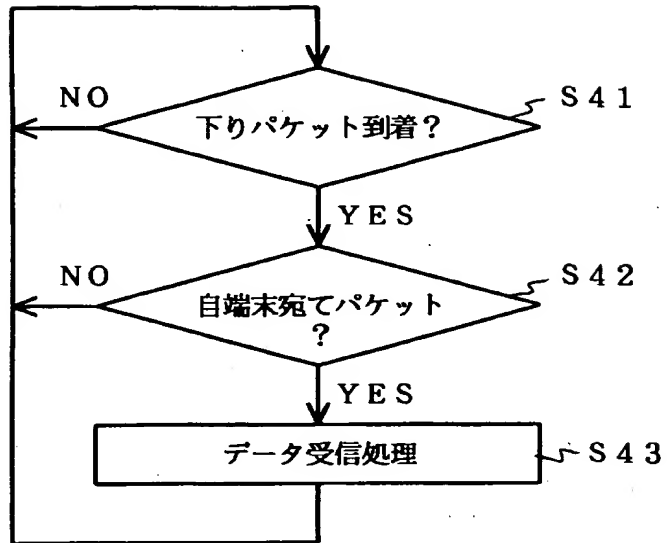 NO
下りパケット到着？
S41
YES
NO
自端末宛てパケット
？
S42
YES
データ受信処理
S43